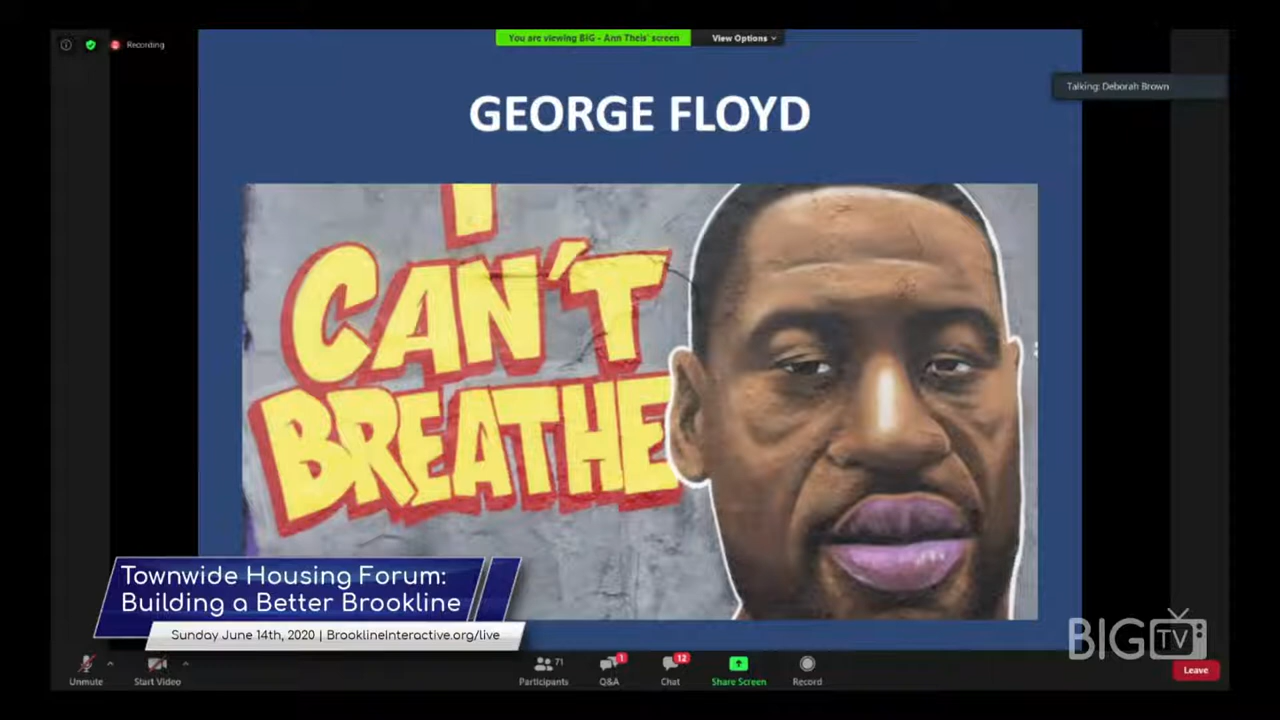 Recording
You are viewing BIG - Ann Theis' screen
View Options
Talking: Deborah Brown
GEORGE FLOYD
I
CAN'T
BREATHE
Townwide Housing Forum:
Building a Better Brookline
Sunday June 14th, 2020 | BrooklineInteractive.org/live
BIG TV
Unmute
Start Video
71
Participants
1
Q&A
12
Chat
Share Screen
Record
Leave